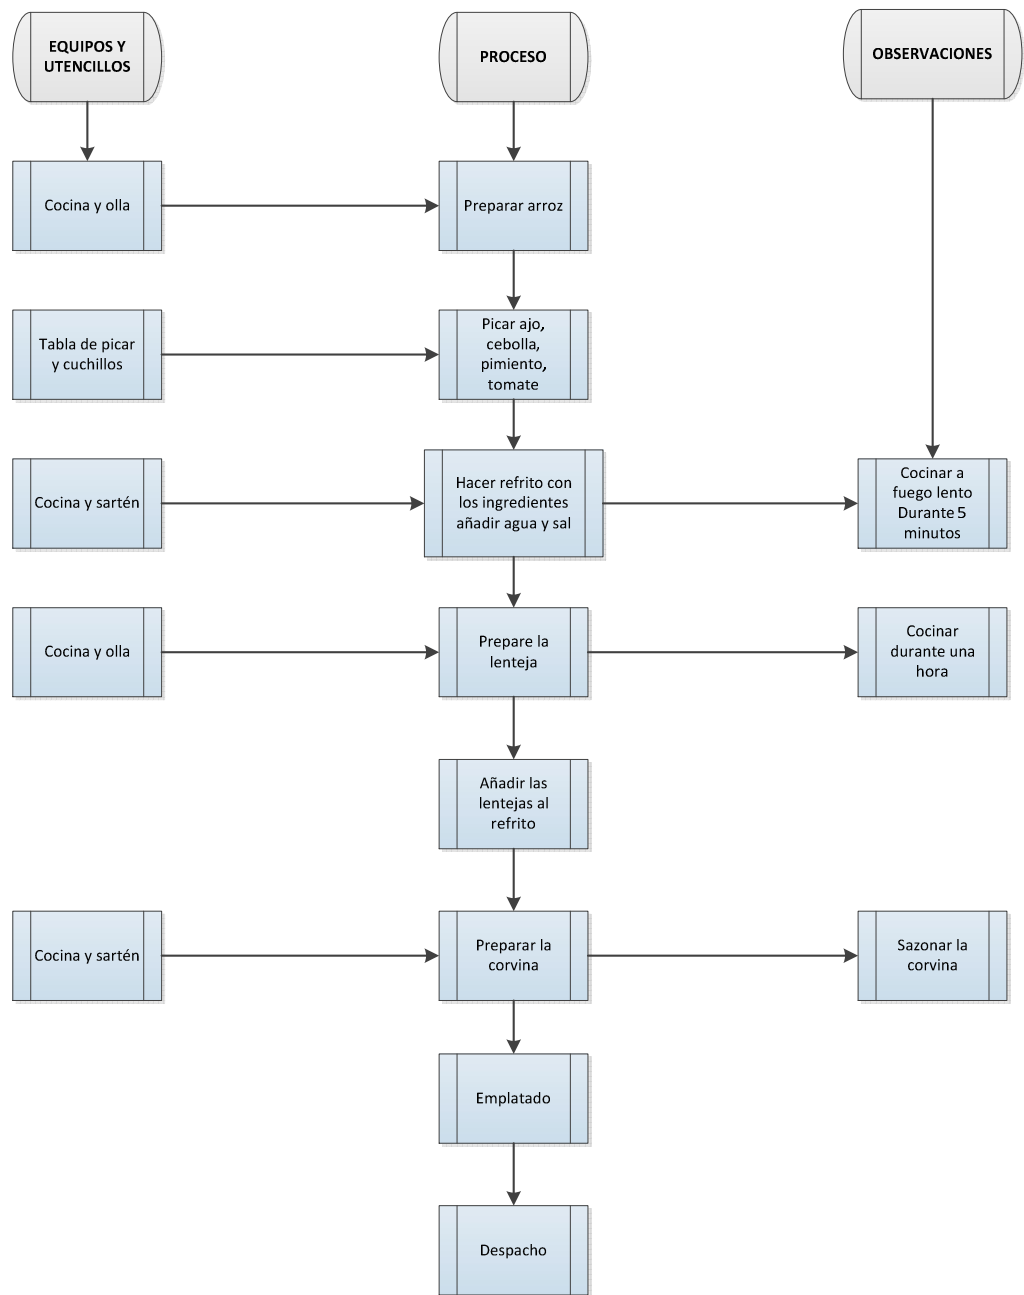 EQUIPOS Y
UTENCILLOS
PROCESO
OBSERVACIONES
Cocina y olla
Preparar arroz
Tabla de picar
y cuchillos
Picar ajo,
cebolla,
pimiento,
tomate
Cocina y sartén
Hacer refrito con
los ingredientes
añadir agua y sal
Cocinar a
fuego lento
Durante 5
minutos
Cocina y olla
Prepare la
lenteja
Cocinar
durante una
hora
Añadir las
lentejas al
refrito
Cocina y sartén
Preparar la
corvina
Sazonar la
corvina
Emplatado
Despacho